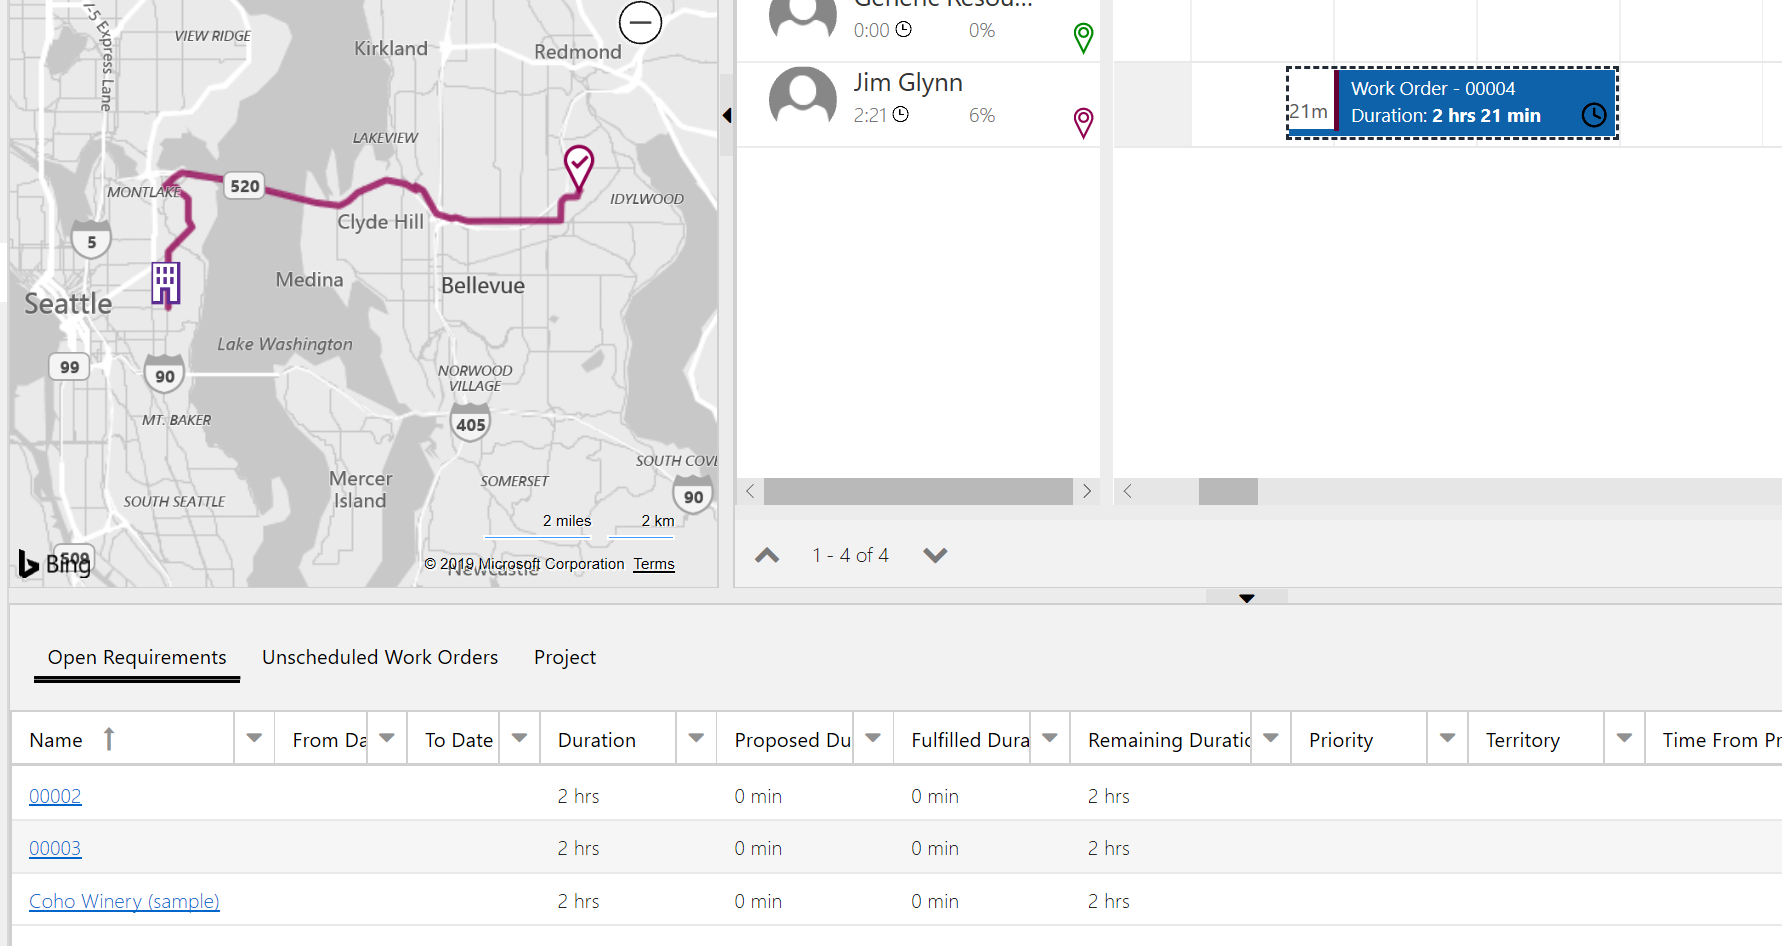 V-5 Express Lane
VIEW RIDGE
Kirkland
Redmond
LAKEVIEW
MONTLAKE
520
IDYLWOOD
Clyde Hill
5
Medina
Bellevue
Seattle
Lake Washington
99
90
NORWOOD
VILLAGE
MT. BAKER
405
SOUTH COVE
Mercer
Island
SOMERSET
90
SOUTH SEATTLE
2 miles 2 km
509
Bing
Newcastle
© 2019 Microsoft Corporation Terms
Generic Resou...
0:00 0%
Jim Glynn
2:21 6%
21m
Work Order - 00004
Duration: 2 hrs 21 min
1 - 4 of 4
Open Requirements Unscheduled Work Orders Project
Name From Da To Date Duration Proposed Du Fulfilled Dura Remaining Duratic Priority Territory Time From Pr
00002 2 hrs 0 min 0 min 2 hrs
00003 2 hrs 0 min 0 min 2 hrs
Coho Winery (sample) 2 hrs 0 min 0 min 2 hrs